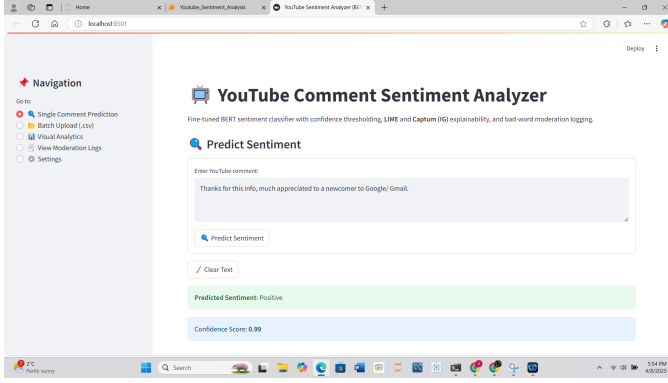 Home
Youtube_Sentiment_Analysis
YouTube Sentiment Analyzer (BE
localhost:8501
Deploy
Navigation
Go to:
Single Comment Prediction
Batch Upload (.csv)
Visual Analytics
View Moderation Logs
Settings
YouTube Comment Sentiment Analyzer
Fine-tuned BERT sentiment classifier with confidence thresholding, LIME and Captum (IG) explainability, and bad-word moderation logging.
Predict Sentiment
Enter YouTube comment:
Thanks for this info, much appreciated to a newcomer to Google/ Gmail.
Predict Sentiment
Clear Text
Predicted Sentiment: Positive
Confidence Score: 0.99
2°C
Partly sunny
Search
5:54 PM